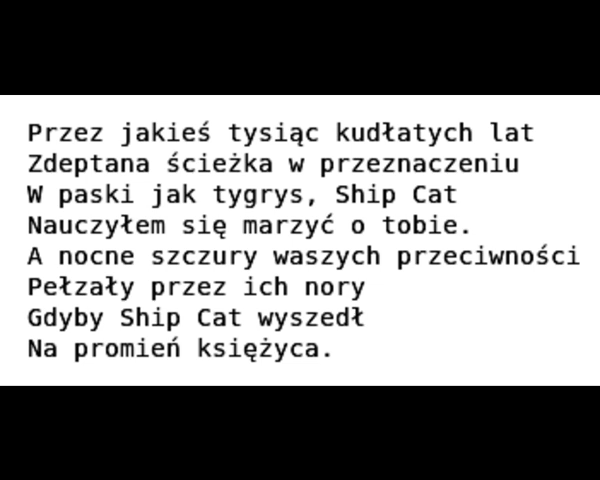 Przez jakieś tysiąc kudłatych lat
Zdeptana ścieżka w przeznaczeniu
W paski jak tygrys, Ship Cat
Nauczyłem się marzyć o tobie.
A nocne szczury waszych przeciwności
Pełzały przez ich nory
Gdyby Ship Cat wyszedł
Na promień księżyca.